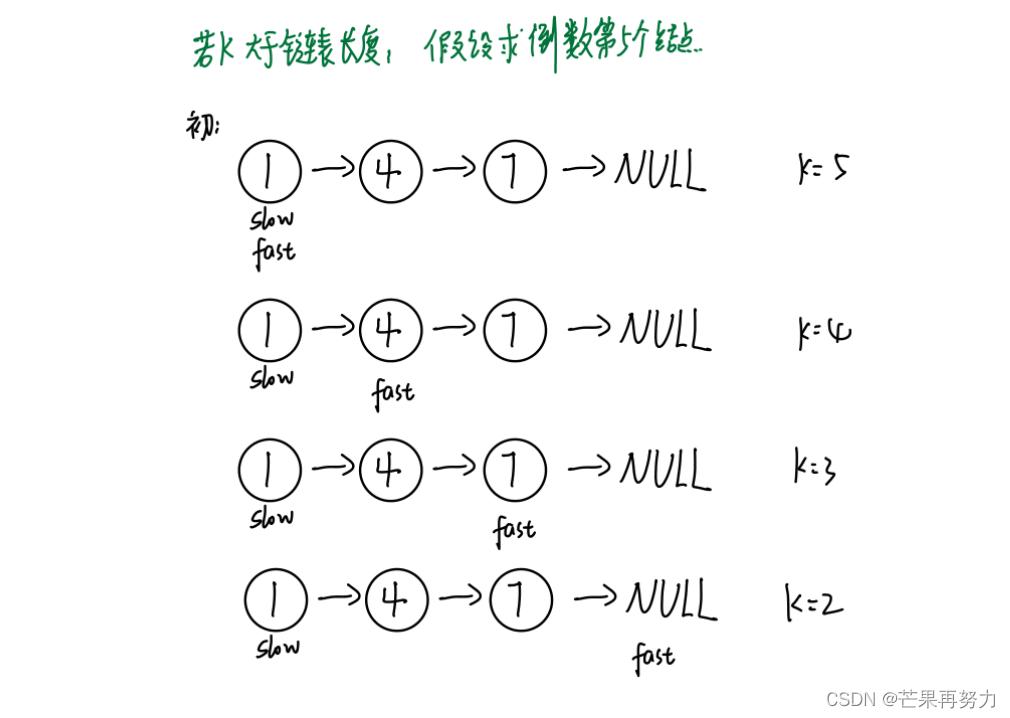 若K大于链表长度，假设求倒数第5个结点..
初：
1 → 4 → 7 → NULL K=5
slow
fast
1 → 4 → 7 → NULL K=4
slow fast
1 → 4 → 7 → NULL K=3
slow fast
1 → 4 → 7 → NULL K=2
slow fast
CSDN @芒果再努力